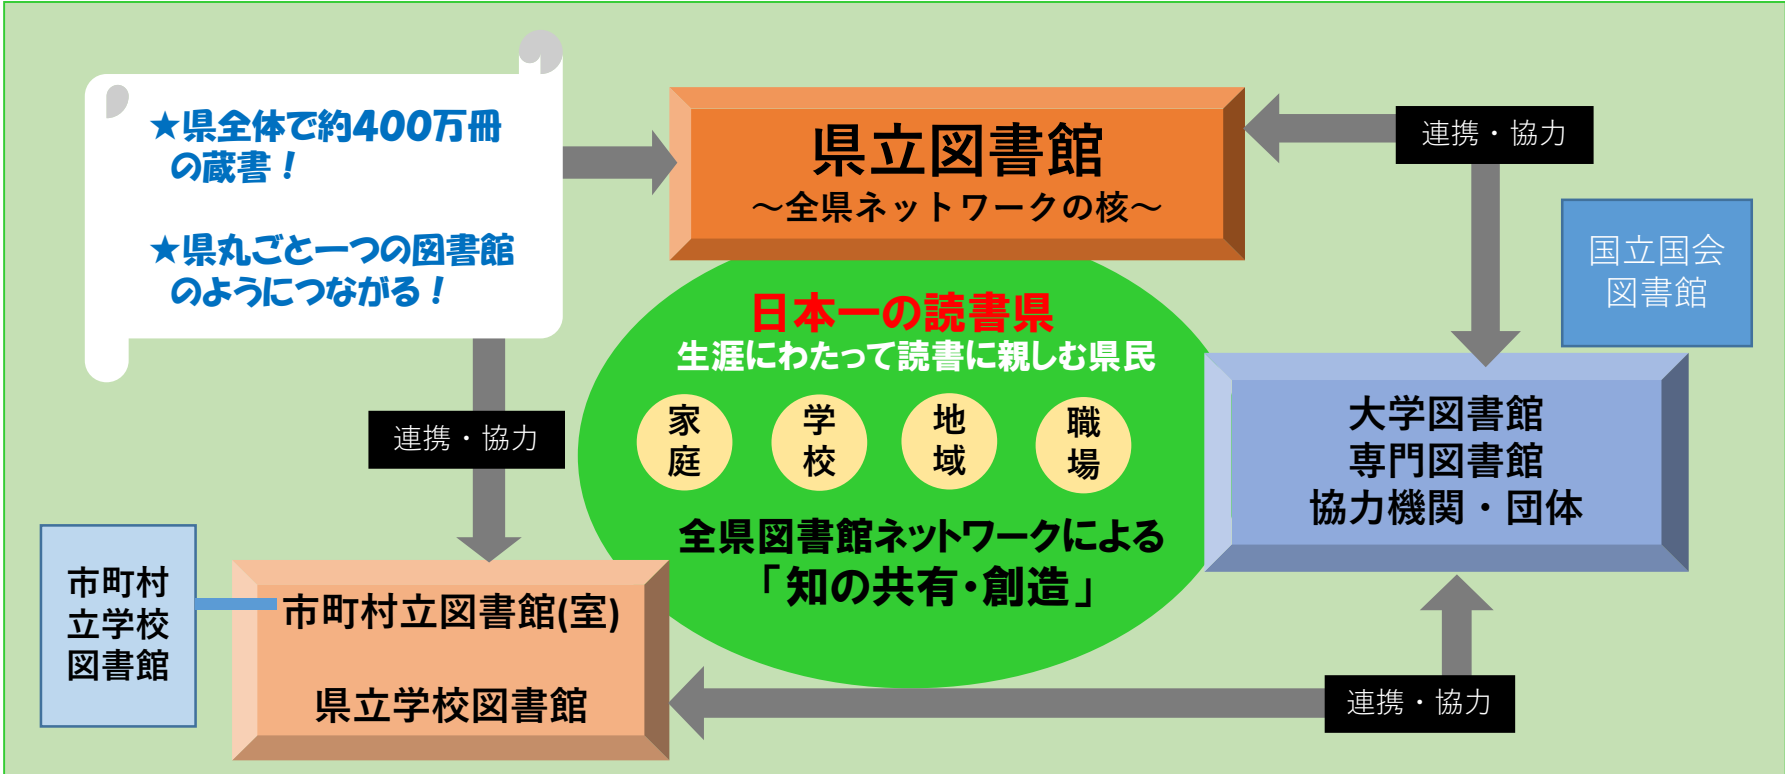 ★県全体で約400万冊
の蔵書！
★県丸ごと一つの図書館
のようにつながる！
県立図書館
～全県ネットワークの核～
連携・協力
国立国会
図書館
日本一の読書県
生涯にわたって読書に親しむ県民
家庭
学校
地域
職場
大学図書館
専門図書館
協力機関・団体
連携・協力
全県図書館ネットワークによる
「知の共有・創造」
市町村
立学校
図書館
市町村立図書館(室)
県立学校図書館
連携・協力